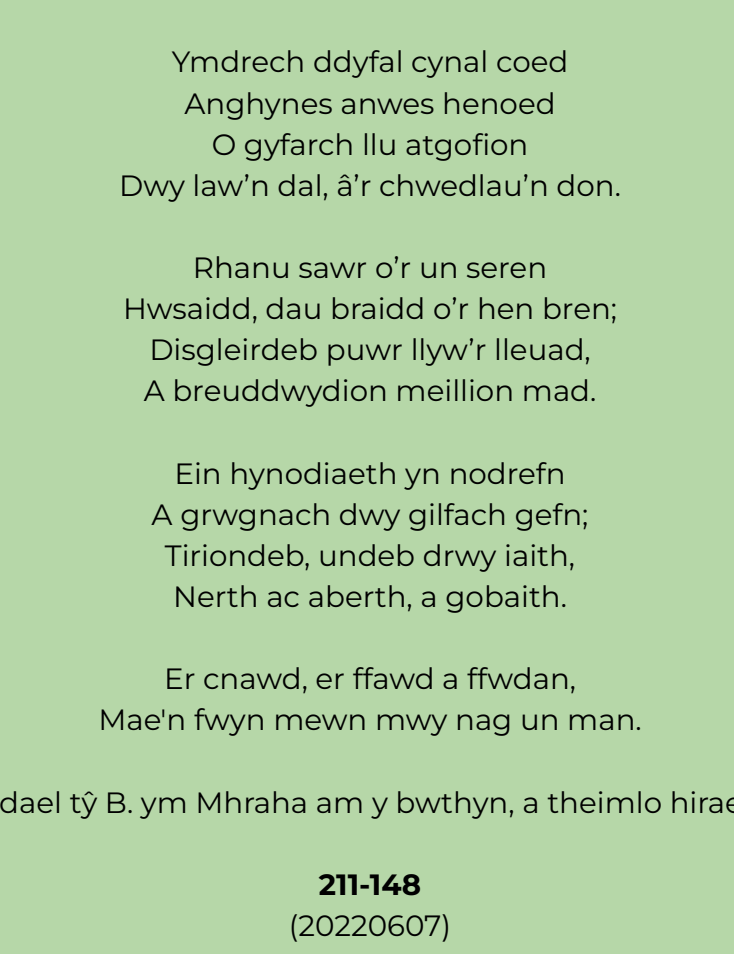 Ymdrech ddyfal cynal coed
Anghynes anwes henoed
O gyfarch llu atgofion
Dwy law’n dal, â’r chwedlau’n don.
Rhanu sawr o’r un seren
Hwsaidd, dau braidd o’r hen bren;
Disgleirdeb puwr llyw’r lleuad,
A breuddwydion meillion mad.
Ein hynodiaeth yn nodrefn
A grwgnach dwy gilfach gefn;
Tiriondeb, undeb drwy iaith,
Nerth ac aberth, a gobaith.
Er cnawd, er ffawd a ffwdan,
Mae'n fwyn mewn mwy nag un man.
tŷ B. ym Mhraha am y bwthyn, a theimlo
211-148
(20220607)